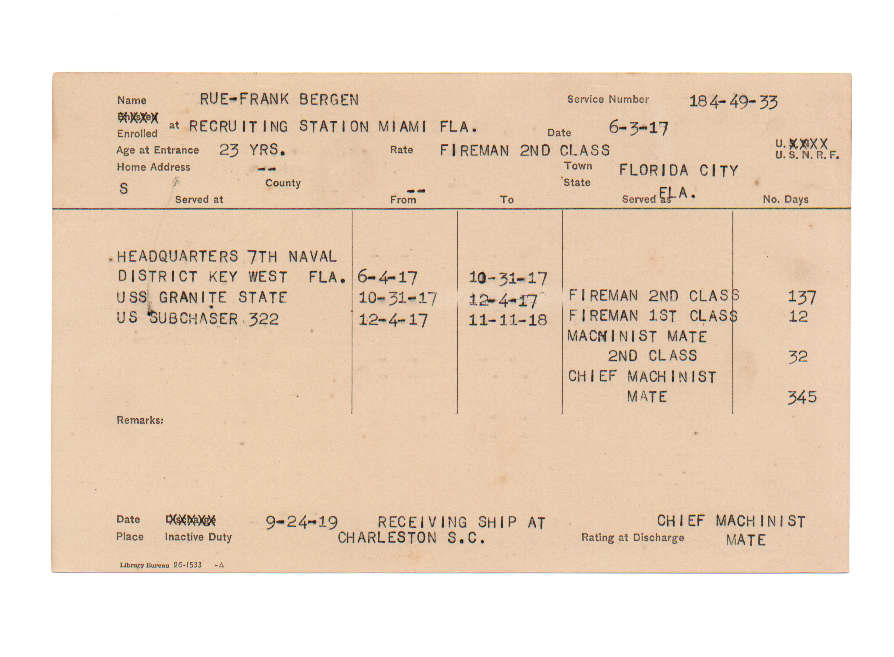 Name RUE-FRANK BERGEN Service Number 184-49-33
Enrolled at RECRUITING STATION MIAMI FLA. Date 6-3-17
Age at Entrance 23 YRS. Rate FIREMAN 2ND CLASS U. XXXXX
U. S. N. R. F.
Home Address -- Town FLORIDA CITY
S County -- State FLA.
Served at From To Served as No. Days
HEADQUARTERS 7TH NAVAL
DISTRICT KEY WEST FLA. 6-4-17 10-31-17
USS GRANITE STATE 10-31-17 12-4-17 FIREMAN 2ND CLASS 137
US SUBCHASER 322 12-4-17 11-11-18 FIREMAN 1ST CLASS 12
MACHINIST MATE
2ND CLASS 32
CHIEF MACHINIST
MATE 345
Remarks:
Date 9-24-19 RECEIVING SHIP AT CHIEF MACHINIST
Place Inactive Duty CHARLESTON S.C. Rating at Discharge MATE
Library Bureau 26-1533 -A